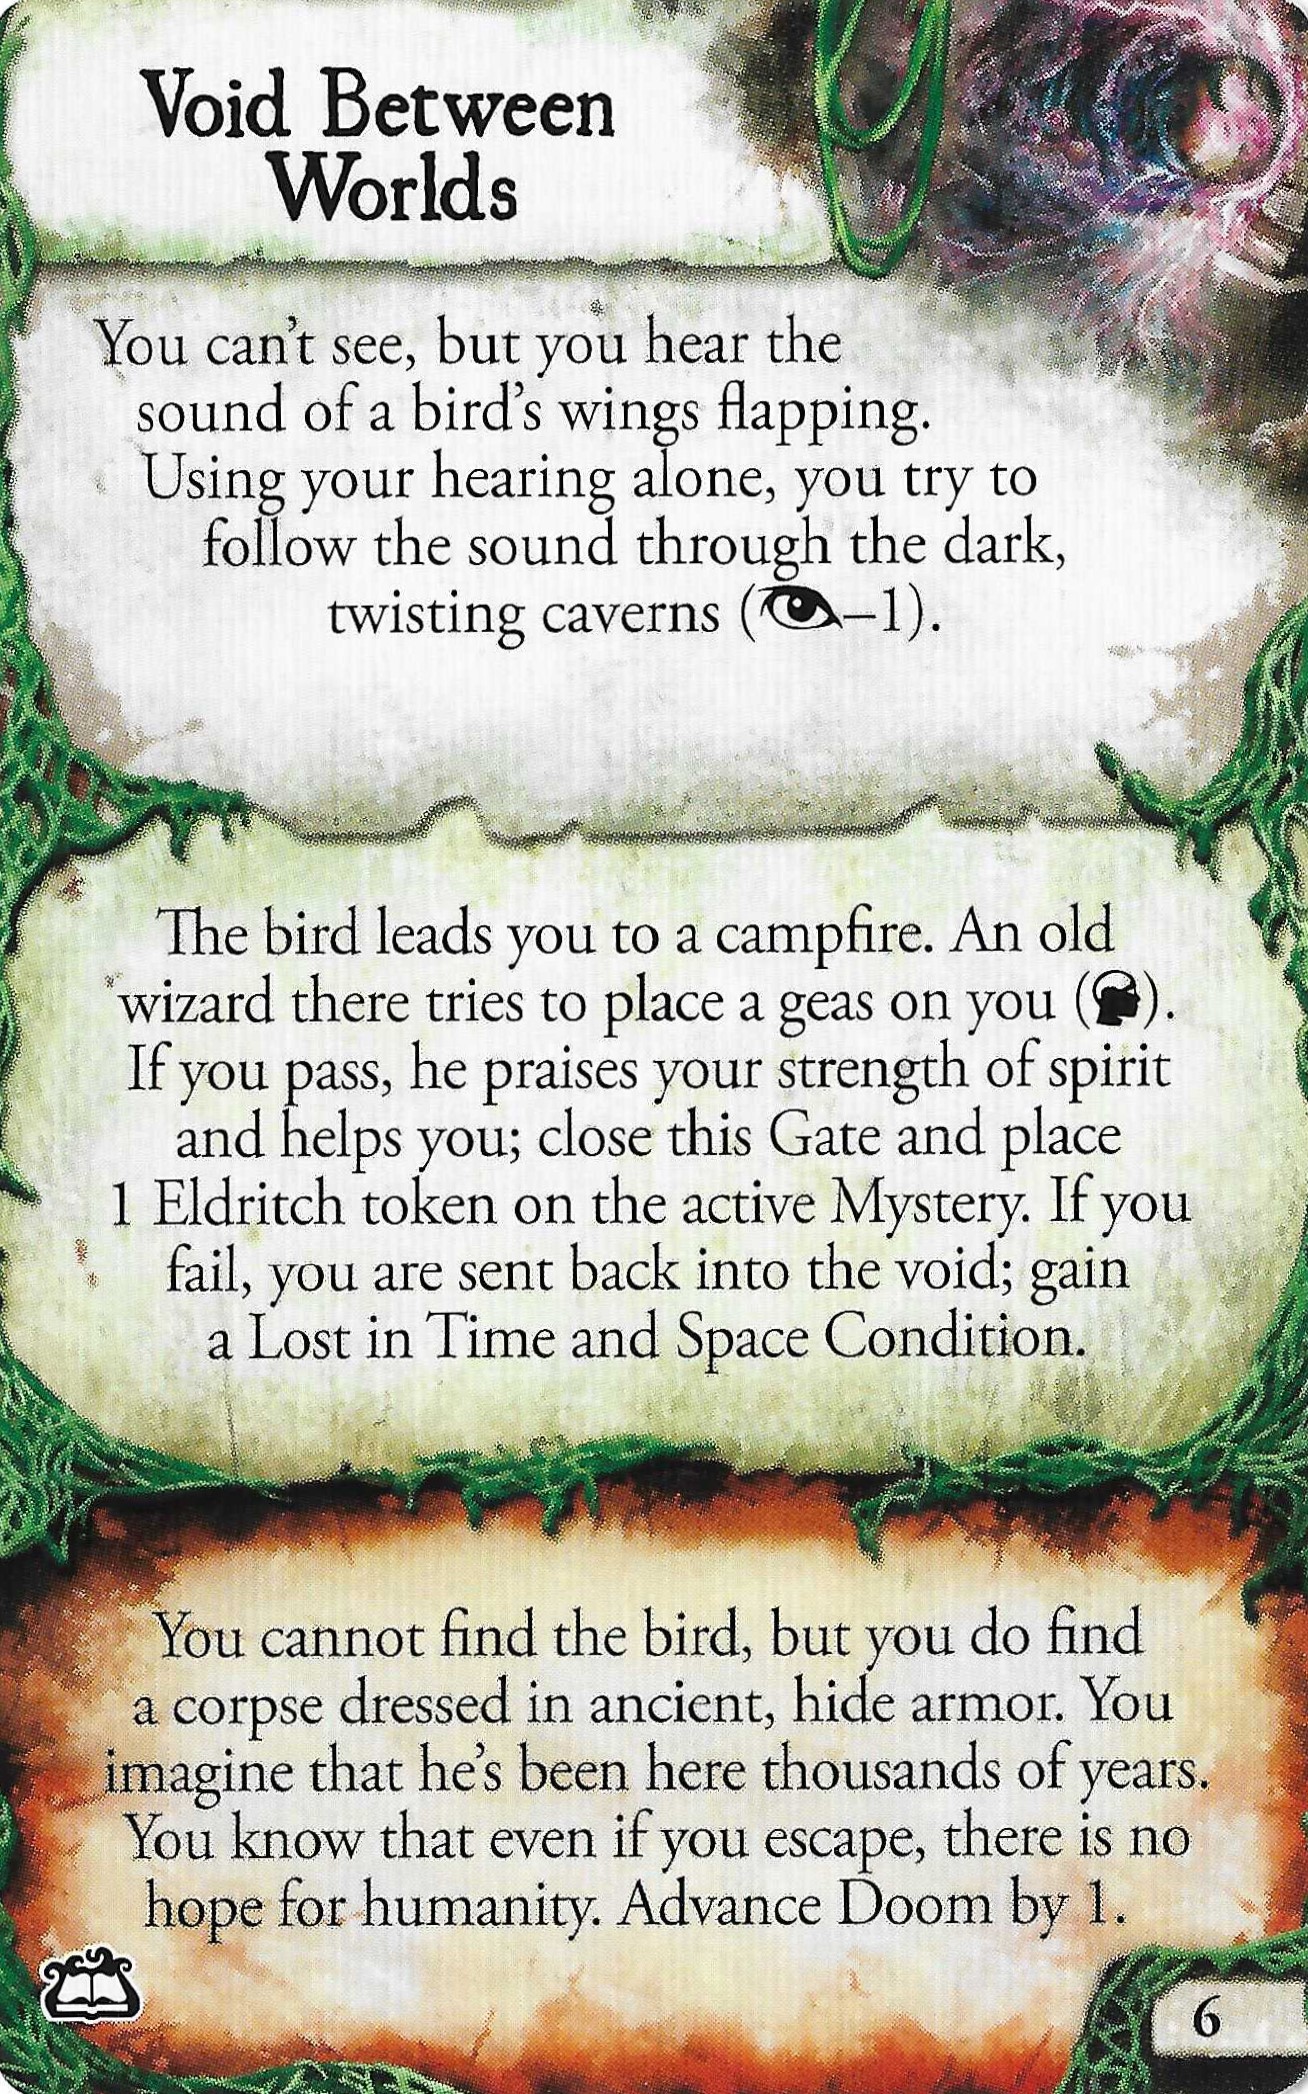 Void Between
Worlds
You can't see, but you hear the
sound of a bird's wings flapping.
Using your hearing alone, you try to
follow the sound through the dark,
twisting caverns (–1).
The bird leads you to a campfire. An old
wizard there tries to place a geas on you ().
If you pass, he praises your strength of spirit
and helps you; close this Gate and place
1 Eldritch token on the active Mystery. If you
fail, you are sent back into the void; gain
a Lost in Time and Space Condition.
You cannot find the bird, but you do find
a corpse dressed in ancient, hide armor. You
imagine that he's been here thousands of years.
You know that even if you escape, there is no
hope for humanity. Advance Doom by 1.
6